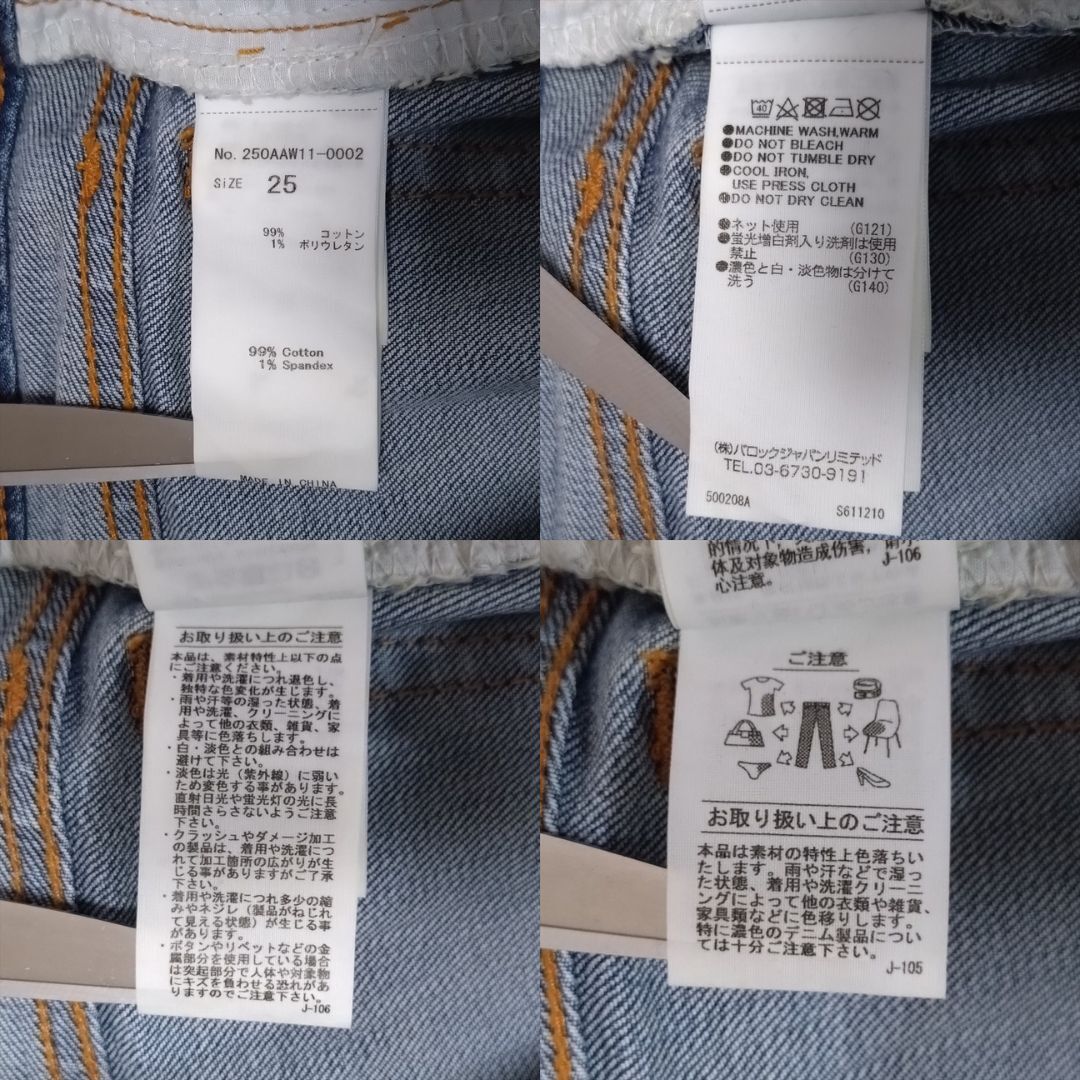 No. 250AAW11-0002
SIZE 25
99% コットン
1% ポリウレタン
99% Cotton
1% Spandex
MADE IN CHINA
40
●MACHINE WASH,WARM
●DO NOT BLEACH
●DO NOT TUMBLE DRY
●COOL IRON,
USE PRESS CLOTH
●DO NOT DRY CLEAN
●ネット使用 (G121)
●蛍光増白剤入り洗剤は使用
禁止 (G130)
●濃色と白・淡色物は分けて
洗う (G140)
(株)バロックジャパンリミテッド
TEL.03-6730-9191
500208A S611210
お取り扱い上のご注意
本品は、素材特性上以下の点
にご注意ください。
・着用や洗濯につれ退色し、
独特な色変化が生じます。
・雨や汗等の湿った状態、着
用や洗濯、クリーニングに
よって他の衣類、雑貨、家
具等に色落ちします。
・白・淡色との組み合わせは
避けて下さい。
・淡色は光（紫外線）に弱い
ため変色する事があります。
直射日光や蛍光灯の光に長
時間さらさないようご注意
下さい。
・クラッシュやダメージ加工
の製品は、着用や洗濯につ
れて加工箇所の広がりが生
じる事がありますがご了承
下さい。
・着用や洗濯につれ多少の縮
みやネジレ（製品がねじれ
て見える状態）が生じる事
があります。
・ボタンやリベットなどの金
属部分を使用している場合
は突起部分で人体や対象物
にキズを負わせる恐れがあ
りますのでご注意下さい。
J-106
体及对象物造成伤害，
心注意。
J-106
ご注意
お取り扱い上のご注意
本品は素材の特性上色落ちい
たします。雨や汗などで湿っ
た状態、着用や洗濯クリーニ
ングによって他の衣類や雑貨、
家具類などに色移りします。
特に濃色のデニム製品につい
ては十分ご注意下さい。
J-105